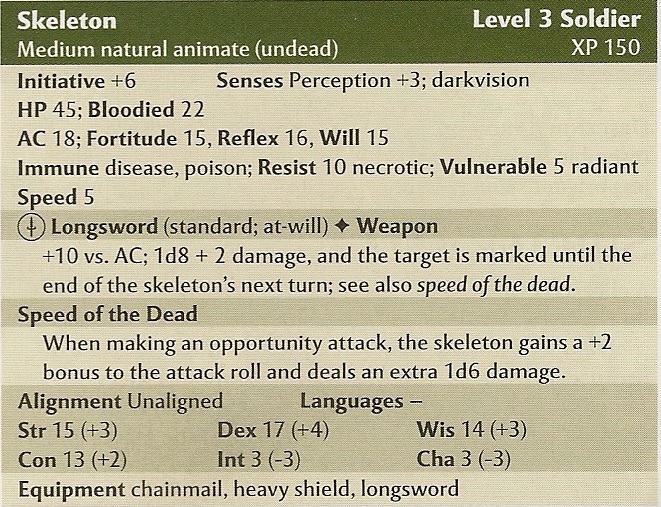 Skeleton Level 3 Soldier
Medium natural animate (undead) XP 150
Initiative +6 Senses Perception +3; darkvision
HP 45; Bloodied 22
AC 18; Fortitude 15, Reflex 16, Will 15
Immune disease, poison; Resist 10 necrotic; Vulnerable 5 radiant
Speed 5
Longsword (standard; at-will) ✦ Weapon
+10 vs. AC; 1d8 + 2 damage, and the target is marked until the
end of the skeleton's next turn; see also speed of the dead.
Speed of the Dead
When making an opportunity attack, the skeleton gains a +2
bonus to the attack roll and deals an extra 1d6 damage.
Alignment Unaligned Languages –
Str 15 (+3) Dex 17 (+4) Wis 14 (+3)
Con 13 (+2) Int 3 (-3) Cha 3 (-3)
Equipment chainmail, heavy shield, longsword